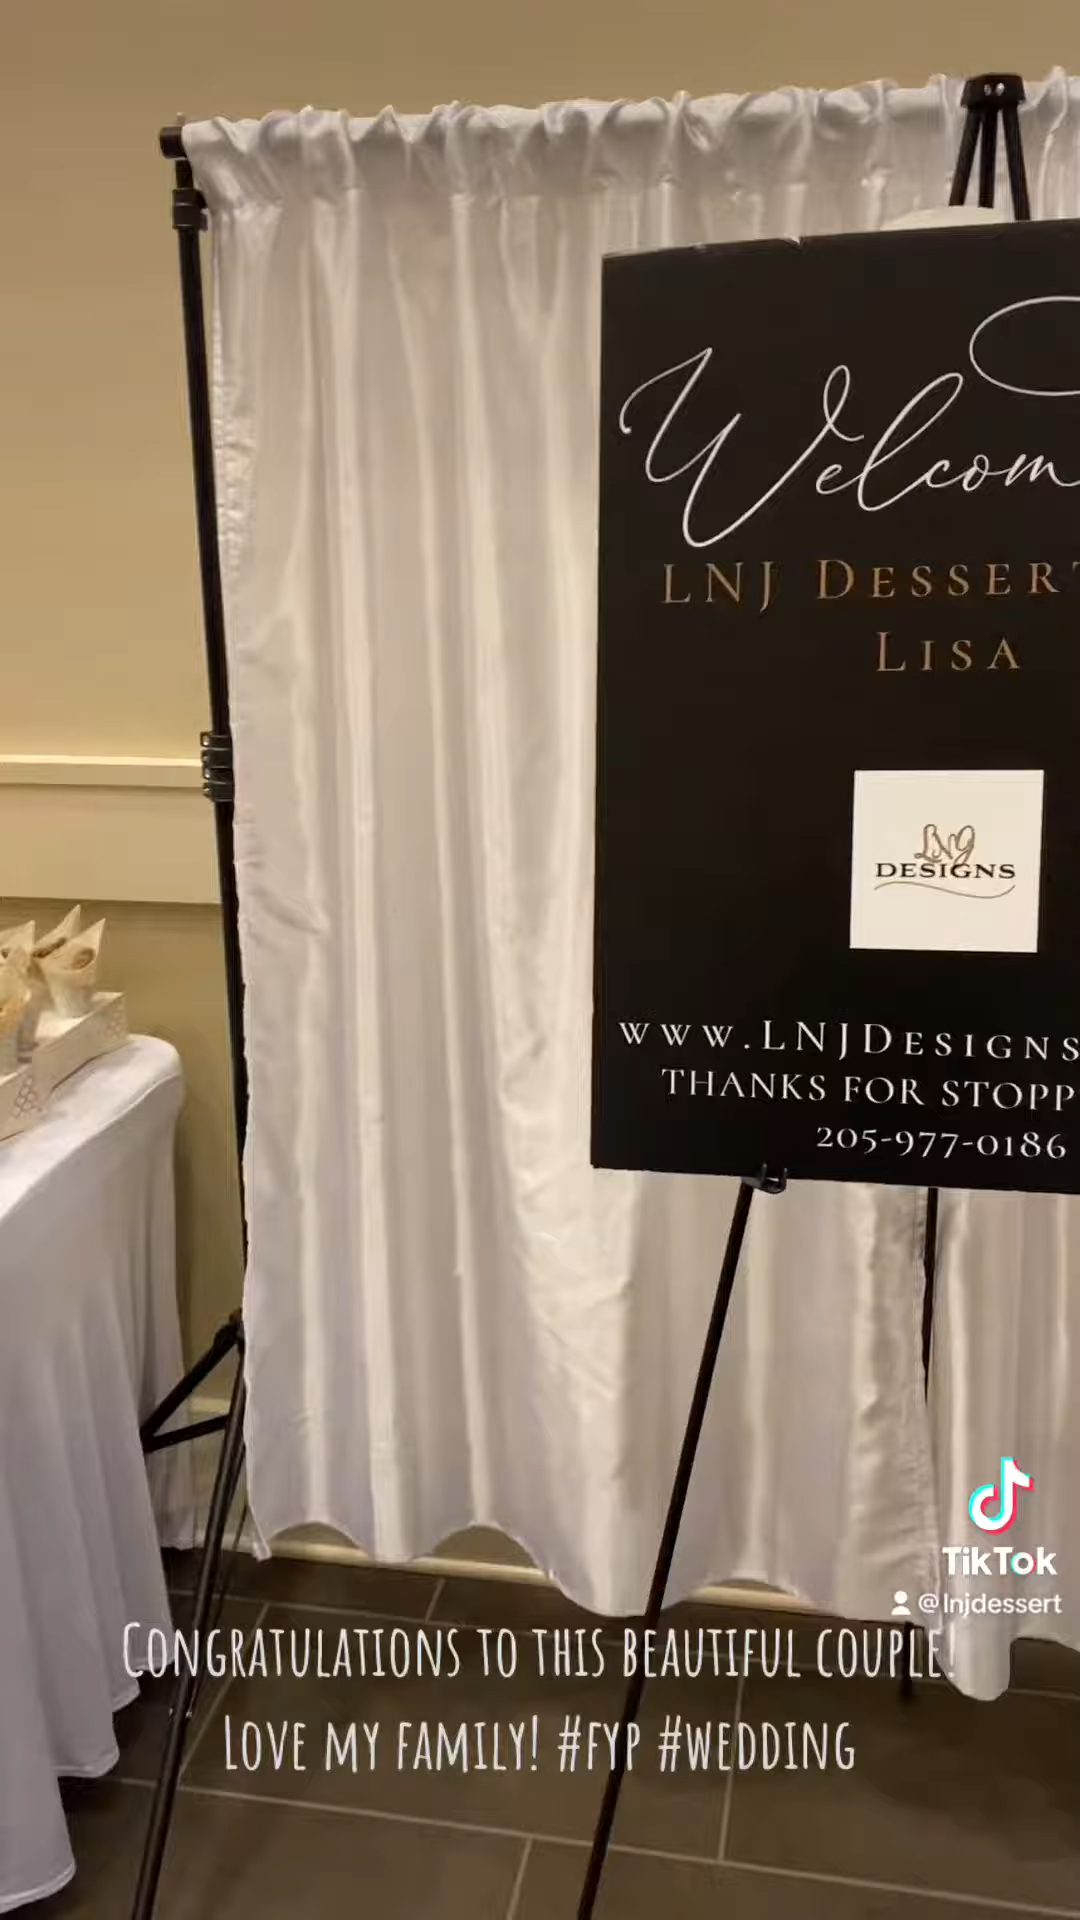 Welcom
LNJ DESSERT
LISA
LNJ
DESIGNS
www.LNJDesigns
THANKS FOR STOPP
205-977-0186
TikTok
@lnjdessert
CONGRATULATIONS TO THIS BEAUTIFUL COUPLE!
LOVE MY FAMILY! #FYP #WEDDING